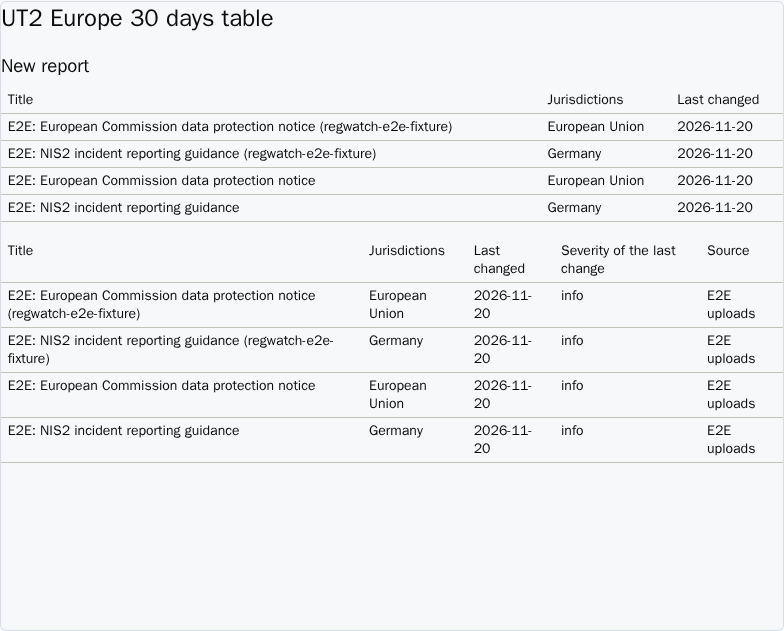 UT2 Europe 30 days table
New report
Title Jurisdictions Last changed
E2E: European Commission data protection notice (regwatch-e2e-fixture) European Union 2026-11-20
E2E: NIS2 incident reporting guidance (regwatch-e2e-fixture) Germany 2026-11-20
E2E: European Commission data protection notice European Union 2026-11-20
E2E: NIS2 incident reporting guidance Germany 2026-11-20
Title Jurisdictions Last Severity of the last Source
changed change
E2E: European Commission data protection notice European 2026-11- info E2E
(regwatch-e2e-fixture) Union 20 uploads
E2E: NIS2 incident reporting guidance (regwatch-e2e- Germany 2026-11- info E2E
fixture) 20 uploads
E2E: European Commission data protection notice European 2026-11- info E2E
Union 20 uploads
E2E: NIS2 incident reporting guidance Germany 2026-11- info E2E
20 uploads